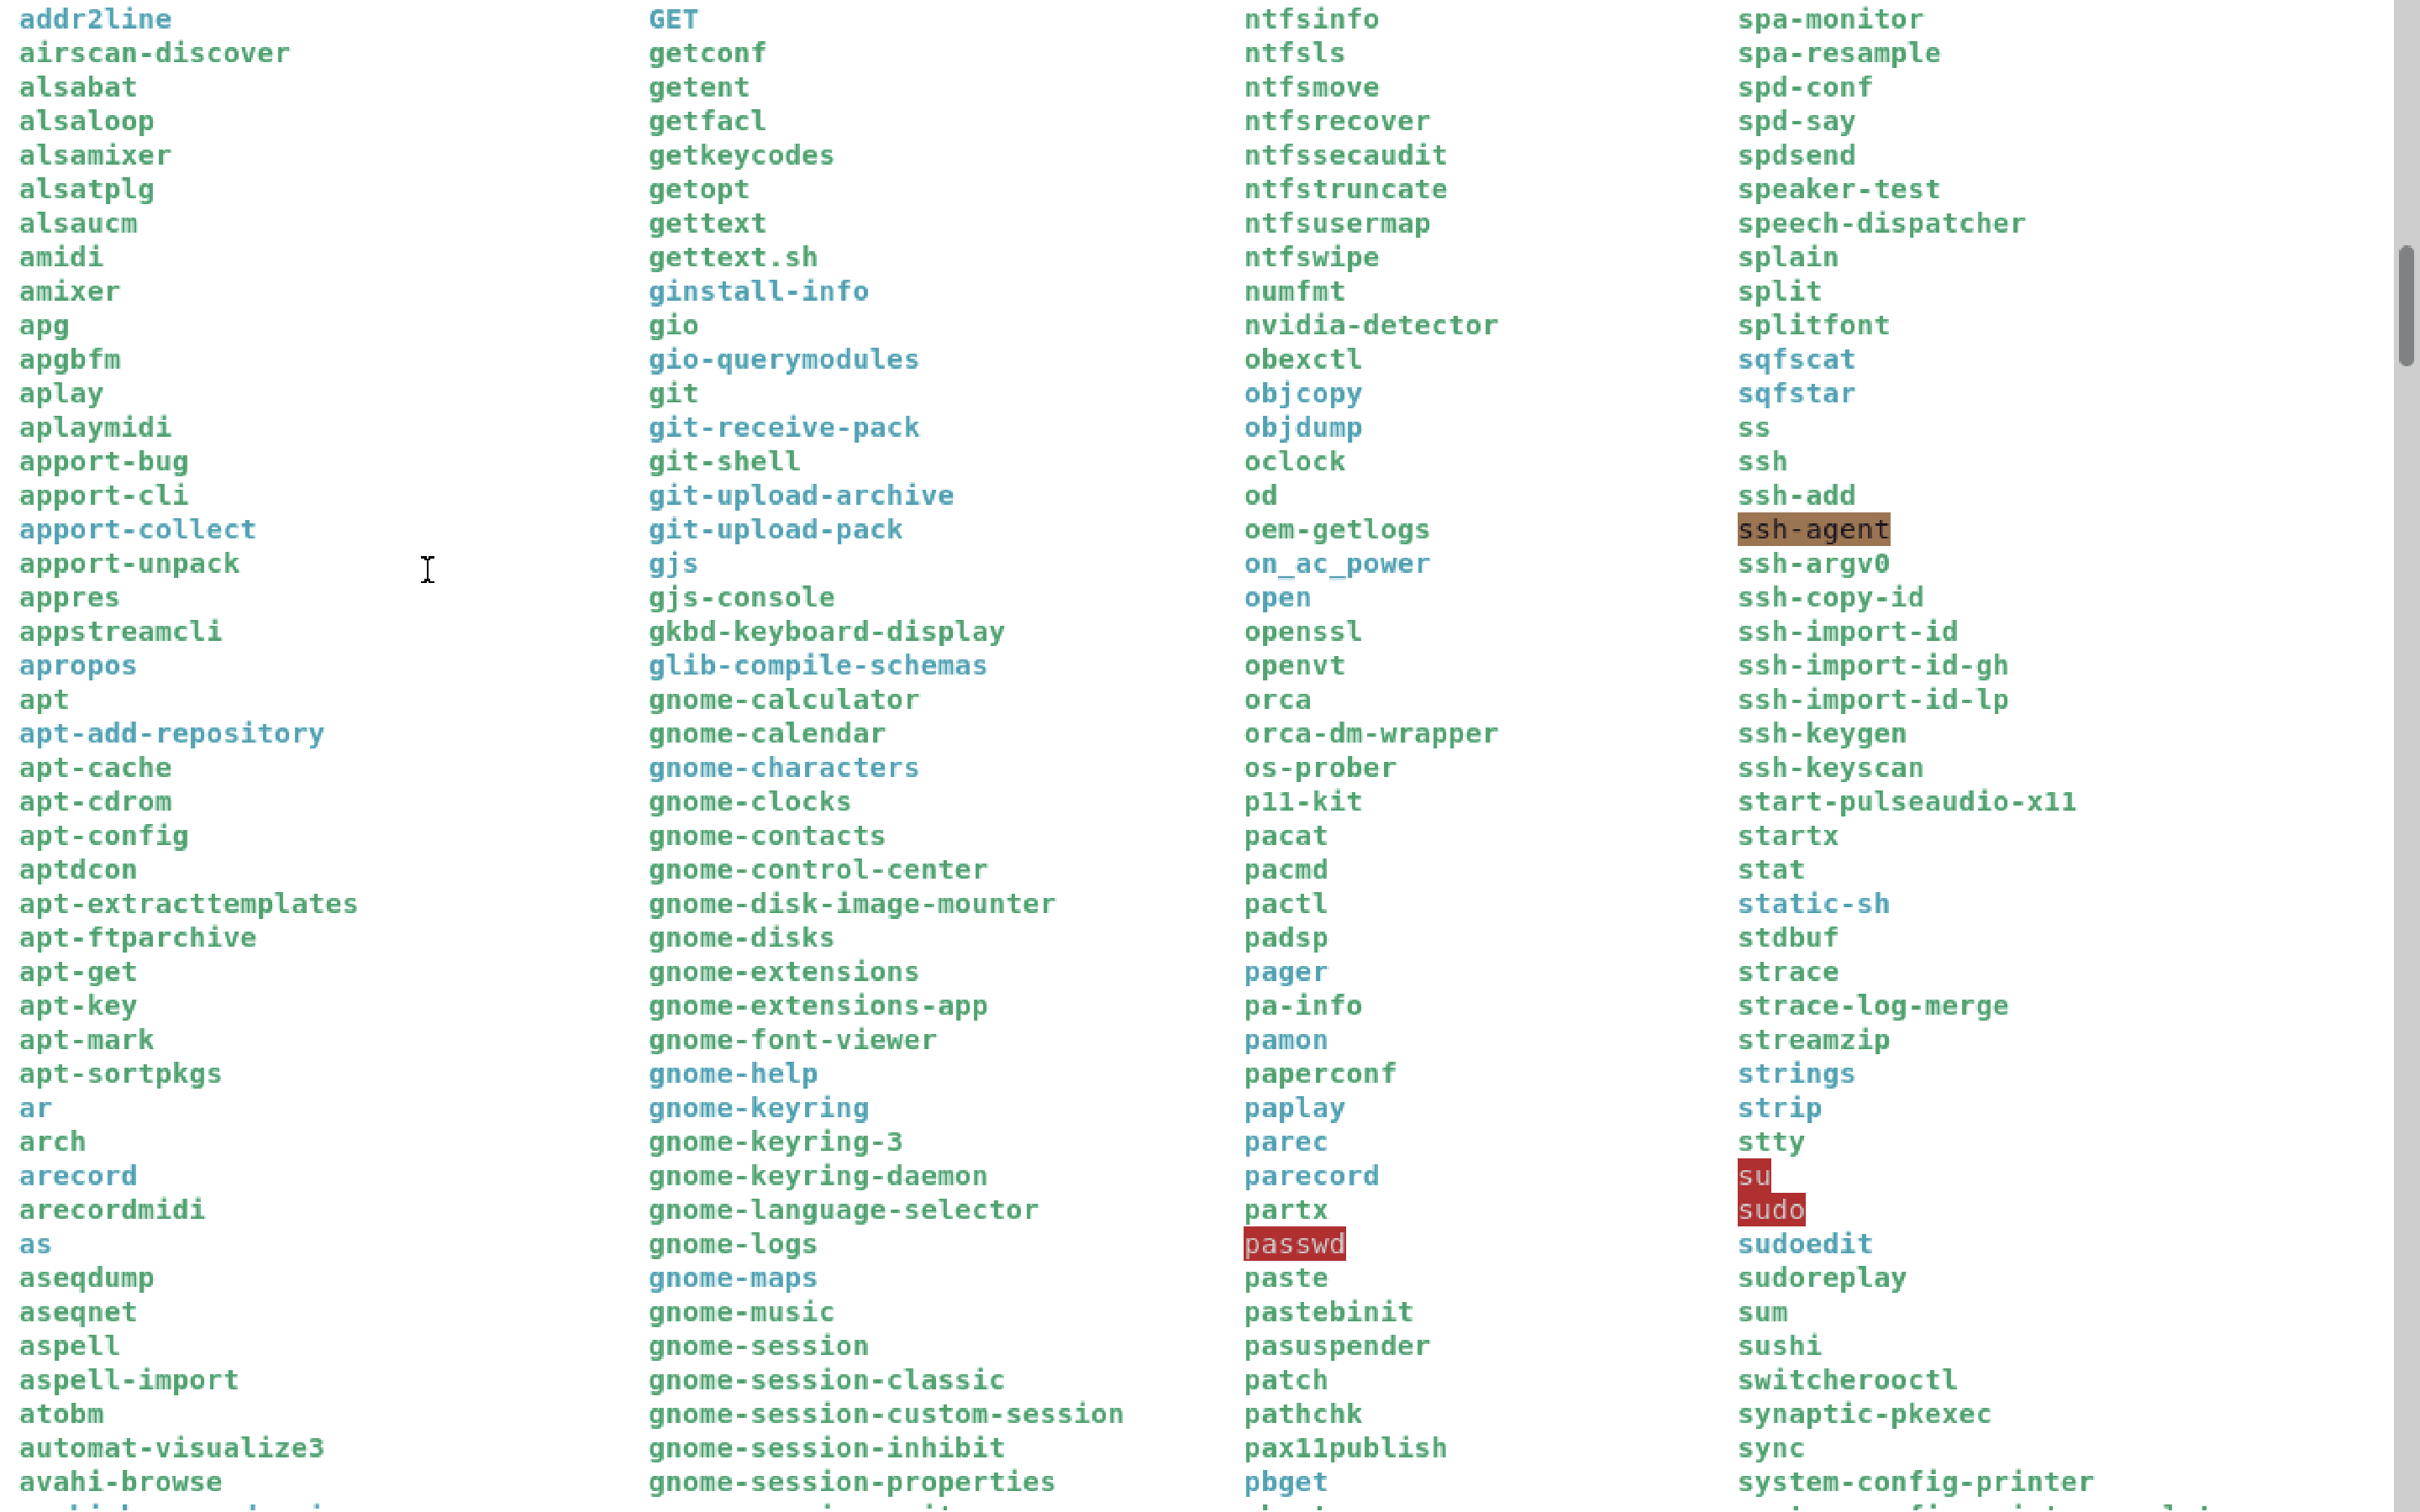 addr2line GET ntfsinfo spa-monitor
airscan-discover getconf ntfsls spa-resample
alsabat getent ntfsmove spd-conf
alsaloop getfacl ntfsrecover spd-say
alsamixer getkeycodes ntfssecaudit spdsend
alsatplg getopt ntfstruncate speaker-test
alsaucm gettext ntfsusermap speech-dispatcher
amidi gettext.sh ntfswipe splain
amixer ginstall-info numfmt split
apg gio nvidia-detector splitfont
apgbfm gio-querymodules obexctl sqfscat
aplay git objcopy sqfstar
aplaymidi git-receive-pack objdump ss
apport-bug git-shell oclock ssh
apport-cli git-upload-archive od ssh-add
apport-collect git-upload-pack oem-getlogs ssh-agent
apport-unpack gjs on_ac_power ssh-argv0
appres gjs-console open ssh-copy-id
appstreamcli gkbd-keyboard-display openssl ssh-import-id
apropos glib-compile-schemas openvt ssh-import-id-gh
apt gnome-calculator orca ssh-import-id-lp
apt-add-repository gnome-calendar orca-dm-wrapper ssh-keygen
apt-cache gnome-characters os-prober ssh-keyscan
apt-cdrom gnome-clocks p11-kit start-pulseaudio-x11
apt-config gnome-contacts pacat startx
aptdcon gnome-control-center pacmd stat
apt-extracttemplates gnome-disk-image-mounter pactl static-sh
apt-ftparchive gnome-disks padsp stdbuf
apt-get gnome-extensions pager strace
apt-key gnome-extensions-app pa-info strace-log-merge
apt-mark gnome-font-viewer pamon streamzip
apt-sortpkgs gnome-help paperconf strings
ar gnome-keyring paplay strip
arch gnome-keyring-3 parec stty
arecord gnome-keyring-daemon parecord su
arecordmidi gnome-language-selector partx sudo
as gnome-logs passwd sudoedit
aseqdump gnome-maps paste sudoreplay
aseqnet gnome-music pastebinit sum
aspell gnome-session pasuspender sushi
aspell-import gnome-session-classic patch switcherooctl
atobm gnome-session-custom-session pathchk synaptic-pkexec
automat-visualize3 gnome-session-inhibit pax11publish sync
avahi-browse gnome-session-properties pbget system-config-printer